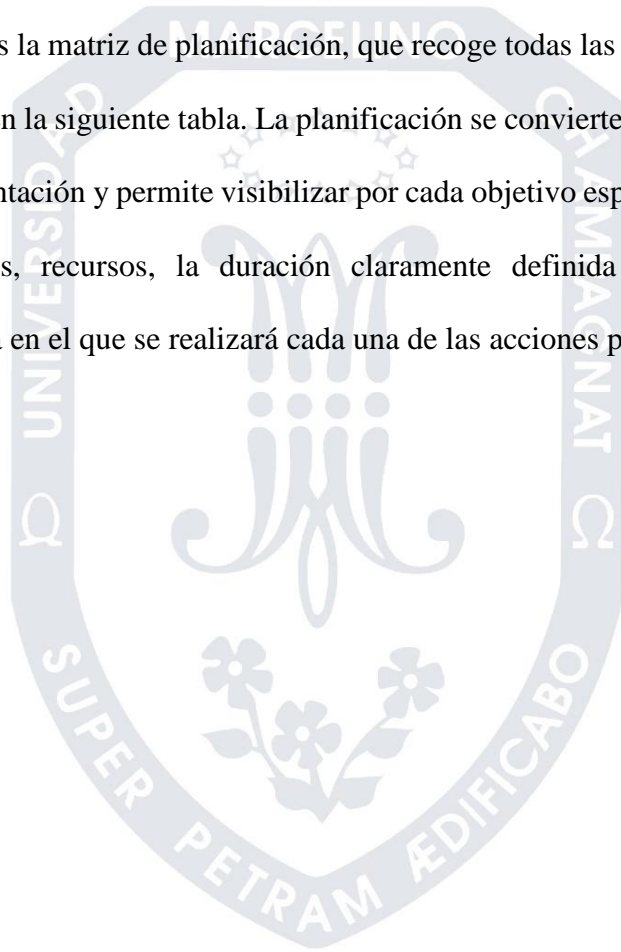 s la matriz de planificación, que recoge todas las
n la siguiente tabla. La planificación se convierte
ntación y permite visibilizar por cada objetivo esp
s, recursos, la duración claramente definida
en el que se realizará cada una de las acciones p
UNIVERSIDAD MARCELINO CHAMPAGNAT
Ω Ω
SUPER PETRAM ÆDIFICABO